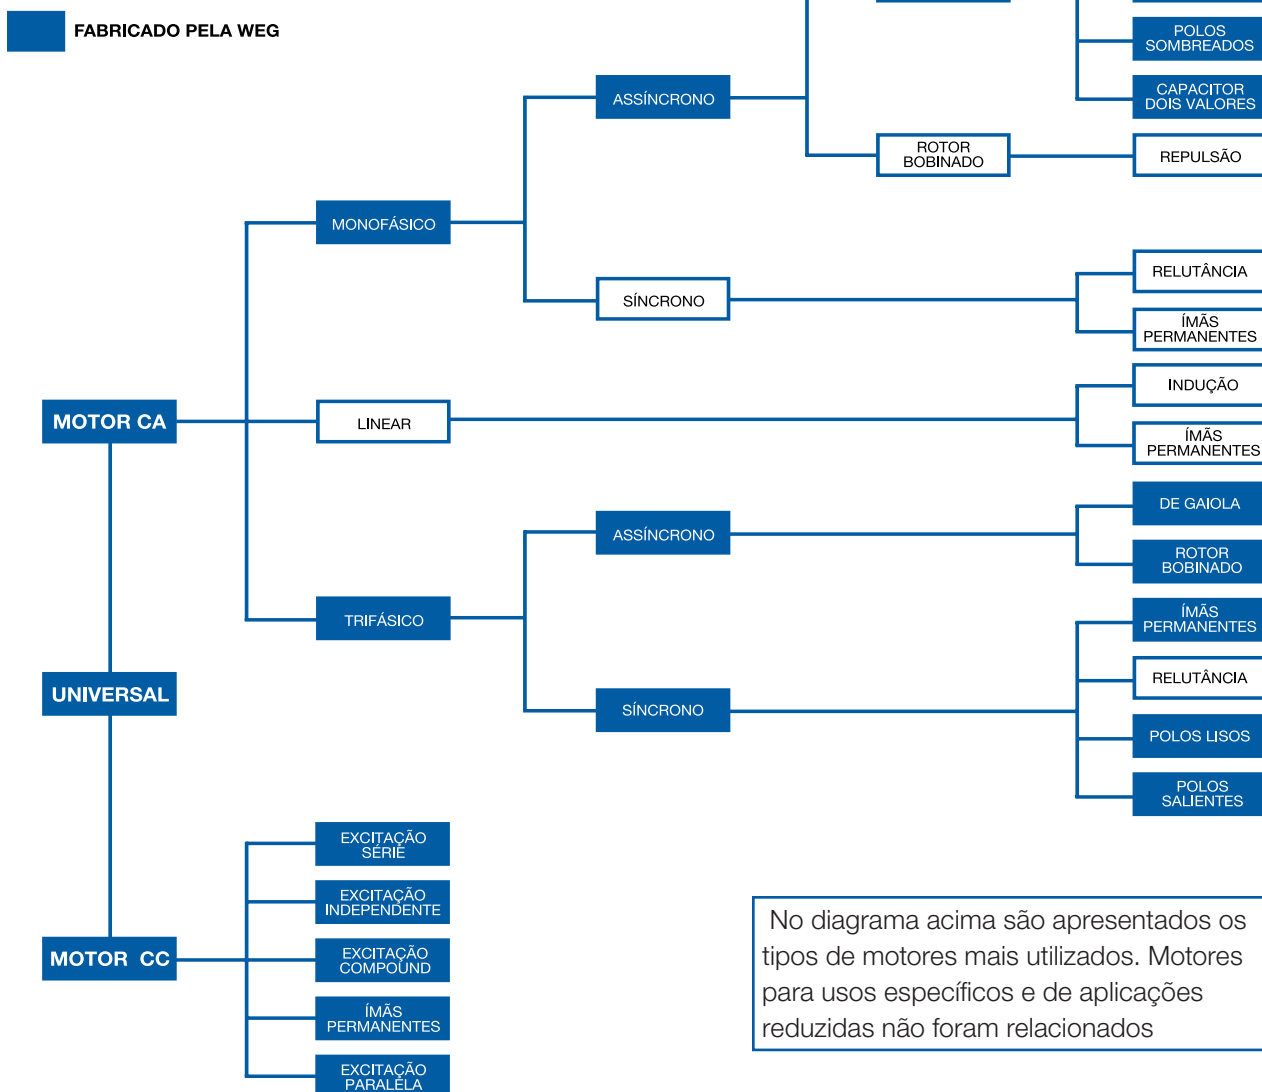 FABRICADO PELA WEG
POLOS
SOMBREADOS
CAPACITOR
DOIS VALORES
ASSÍNCRONO
ROTOR
BOBINADO
REPULSÃO
MONOFÁSICO
SÍNCRONO
RELUTÂNCIA
ÍMÃS
PERMANENTES
MOTOR CA
LINEAR
INDUÇÃO
ÍMÃS
PERMANENTES
TRIFÁSICO
ASSÍNCRONO
DE GAIOLA
ROTOR
BOBINADO
SÍNCRONO
ÍMÃS
PERMANENTES
RELUTÂNCIA
POLOS LISOS
POLOS
SALIENTES
UNIVERSAL
MOTOR CC
EXCITAÇÃO
SÉRIE
EXCITAÇÃO
INDEPENDENTE
EXCITAÇÃO
COMPOUND
ÍMÃS
PERMANENTES
EXCITAÇÃO
PARALELA
No diagrama acima são apresentados os
tipos de motores mais utilizados. Motores
para usos específicos e de aplicações
reduzidas não foram relacionados